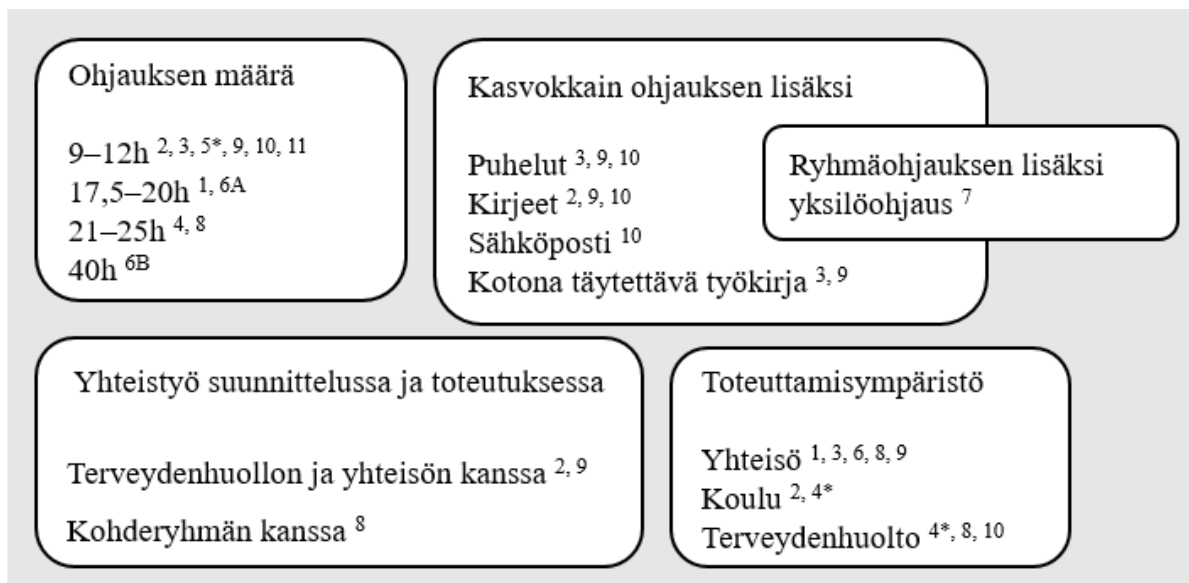 Ohjauksen määrä
9–12h 2, 3, 5*, 9, 10, 11
17,5–20h 1, 6A
21–25h 4, 8
40h 6B
Kasvokkain ohjauksen lisäksi
Puhelut 3, 9, 10
Kirjeet 2, 9, 10
Sähköposti 10
Kotona täytettävä työkirja 3, 9
Ryhmäohjauksen lisäksi
yksilöohjaus 7
Yhteistyö suunnittelussa ja toteutuksessa
Terveydenhuollon ja yhteisön kanssa 2, 9
Kohderyhmän kanssa 8
Toteuttamisympäristö
Yhteisö 1, 3, 6, 8, 9
Koulu 2, 4*
Terveydenhuolto 4*, 8, 10